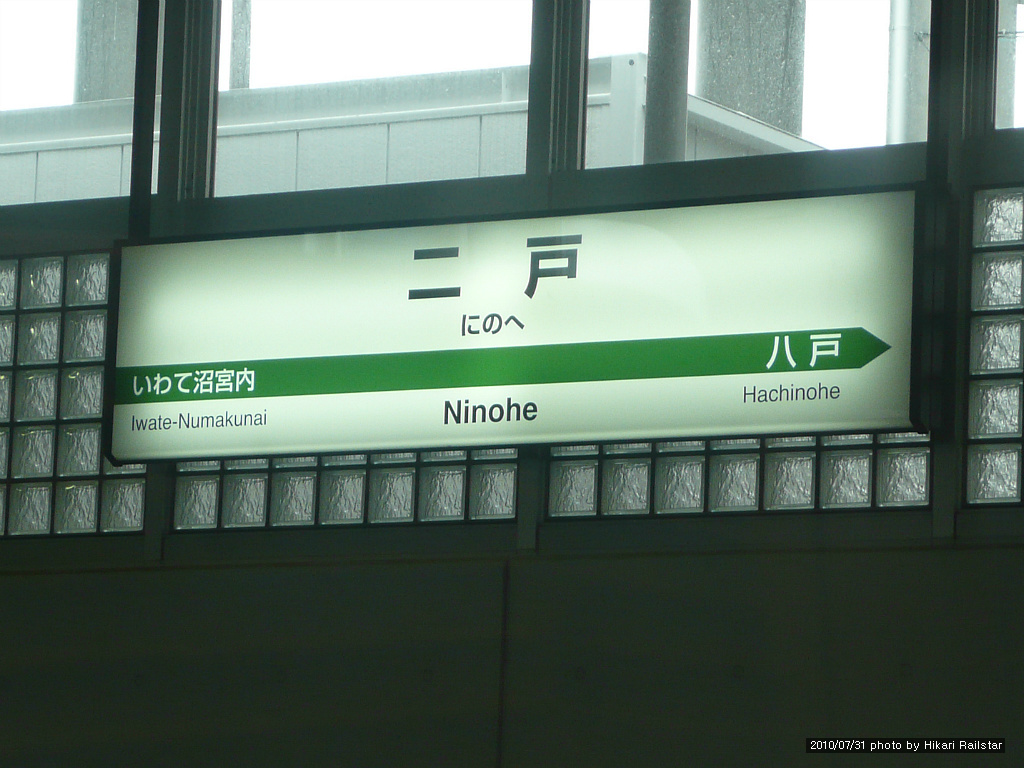 二戸
にのへ
いわて沼宮内
八戸
Iwate-Numakunai
Ninohe
Hachinohe
2010/07/31 photo by Hikari Railstar